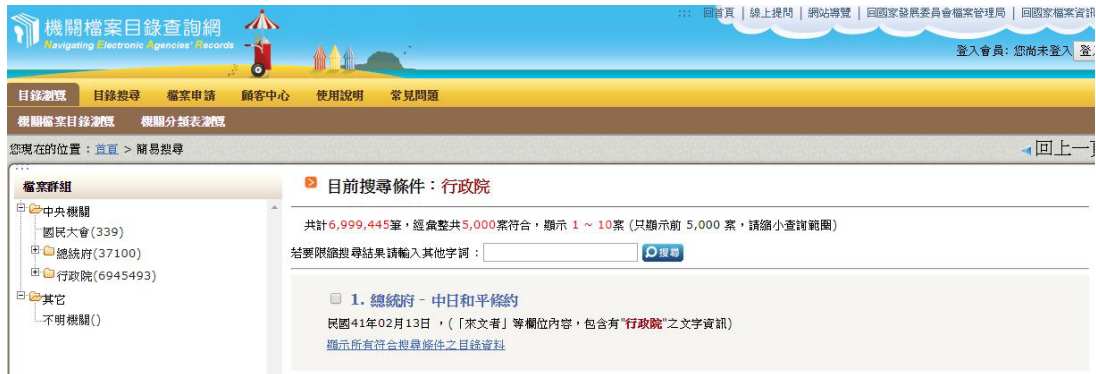 ::: 回首頁 | 線上提問 | 網站導覽 | 回國家發展委員會檔案管理局 | 回國家檔案資訊
機關檔案目錄查詢網
Navigating Electronic Agencies' Records
登入會員：您尚未登入 登
目錄瀏覽 目錄搜尋 檔案申請 顧客中心 使用說明 常見問題
機關檔案目錄瀏覽 機關分類表瀏覽
您現在的位置：首頁 > 簡易搜尋
回上一頁
檔案群組
中央機關
國民大會(339)
總統府(37100)
行政院(6945493)
其它
不明機關()
目前搜尋條件：行政院
共計6,999,445筆，經彙整共5,000案符合，顯示 1 ~ 10案 (只顯示前 5,000 案，請縮小查詢範圍)
若要限縮搜尋結果請輸入其他字詞： 搜尋
1. 總統府 - 中日和平條約
民國41年02月13日 ，(「來文者」等欄位內容，包含有"行政院"之文字資訊)
顯示所有符合搜尋條件之目錄資料